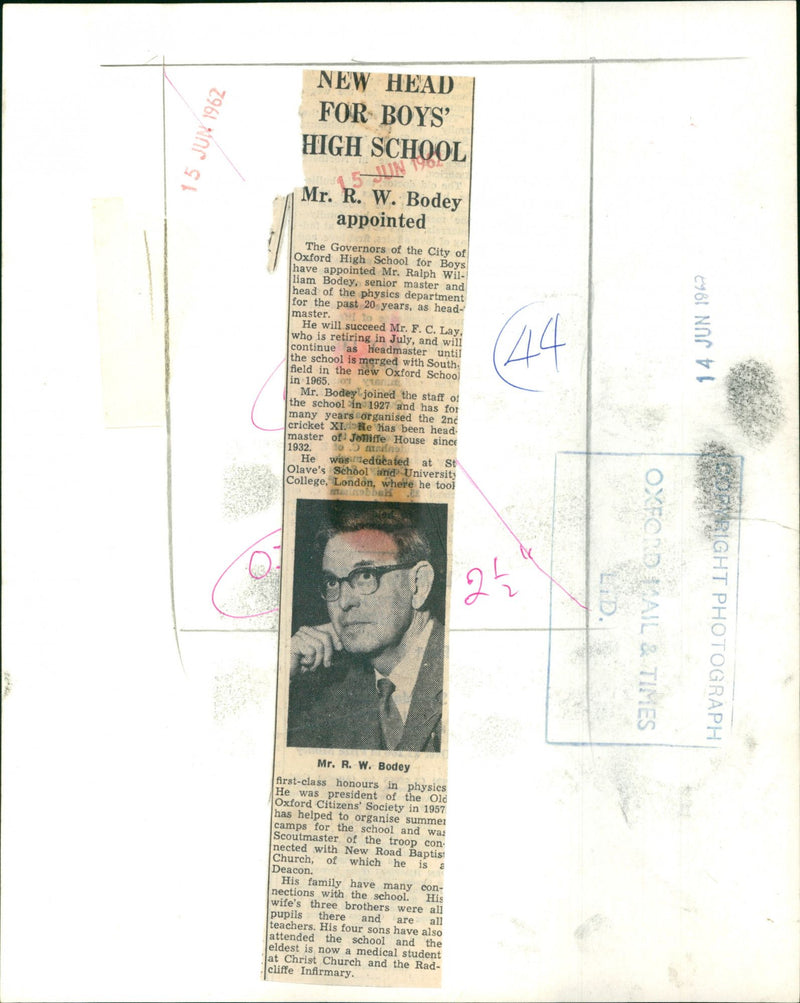 15 JUN 1962
NEW HEAD
FOR BOYS'
HIGH SCHOOL
15 JUN 1962
Mr. R. W. Bodey
appointed
The Governors of the City of
Oxford High School for Boys
have appointed Mr. Ralph Wil-
liam Bodey, senior master and
head of the physics department
for the past 20 years, as head-
master.
He will succeed Mr. F. C. Lay,
who is retiring in July, and will
continue as headmaster until
the school is merged with South-
field in the new Oxford School
in 1965.
Mr. Bodey joined the staff of
the school in 1927 and has for
many years organised the 2nd
cricket XI. He has been head-
master of Jolliffe House since
1932.
He was educated at St
Olave's School and University
College, London, where he took
Mr. R. W. Bodey
first-class honours in physics
He was president of the Old
Oxford Citizens' Society in 1957
has helped to organise summer
camps for the school and was
Scoutmaster of the troop con-
nected with New Road Baptist
Church, of which he is a
Deacon.
His family have many con-
nections with the school. His
wife's three brothers were all
pupils there and are all
teachers. His four sons have also
attended the school and the
eldest is now a medical student
at Christ Church and the Rad-
cliffe Infirmary.
44
2½"
14 JUN 1962
COPYRIGHT PHOTOGRAPH
OXFORD MAIL & TIMES
LTD.